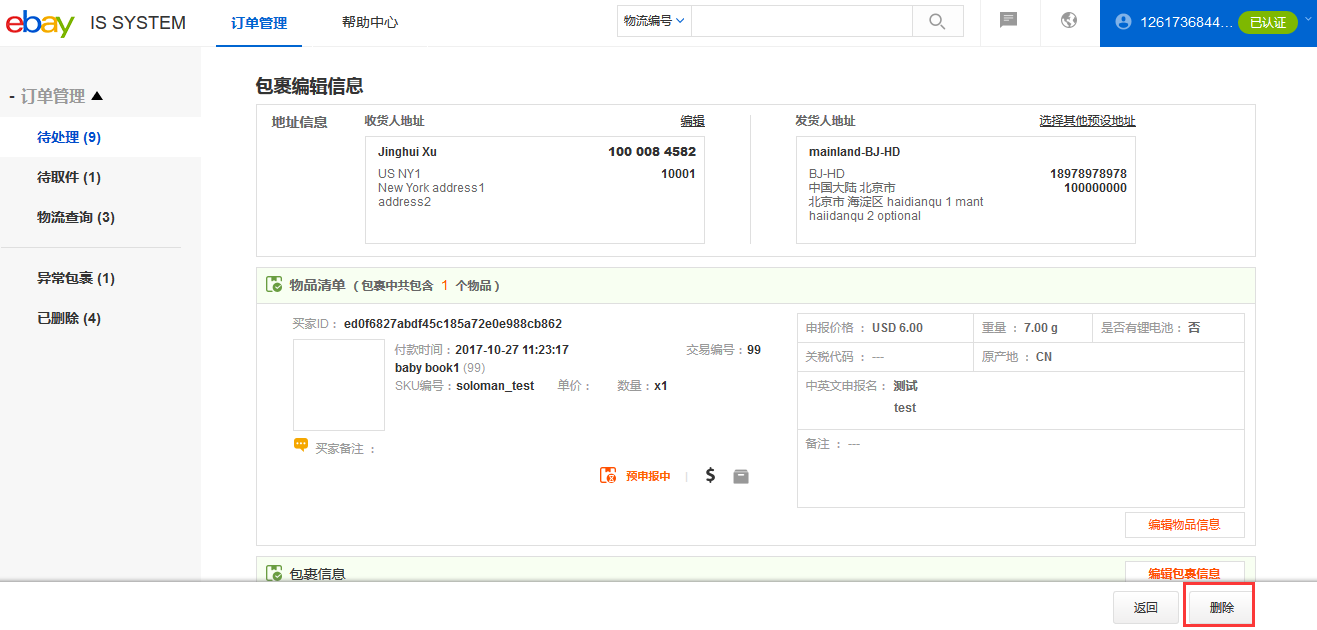 ebay IS SYSTEM 订单管理 帮助中心 物流编号 1261736844... 已认证
- 订单管理 ▲
待处理 (9)
待取件 (1)
物流查询 (3)
异常包裹 (1)
已删除 (4)
包裹编辑信息
地址信息 收货人地址 编辑
Jinghui Xu 100 008 4582
US NY1 10001
New York address1
address2
发货人地址 选择其他预设地址
mainland-BJ-HD
BJ-HD 18978978978
中国大陆 北京市 100000000
北京市 海淀区 haidianqu 1 mant
haiidanqu 2 optional
物品清单 ( 包裹中共包含 1 个物品 )
买家ID： ed0f6827abdf45c185a72e0e988cb862
付款时间：2017-10-27 11:23:17 交易编号：99
baby book1 (99)
SKU编号：soloman_test 单价： 数量：x1
买家备注 ：
预申报中 | $
申报价格 ： USD 6.00 重量 ： 7.00 g 是否有锂电池： 否
关税代码 ： --- 原产地 ： CN
中英文申报名： 测试
test
备注 ： ---
编辑物品信息
包裹信息 编辑包裹信息
返回 删除